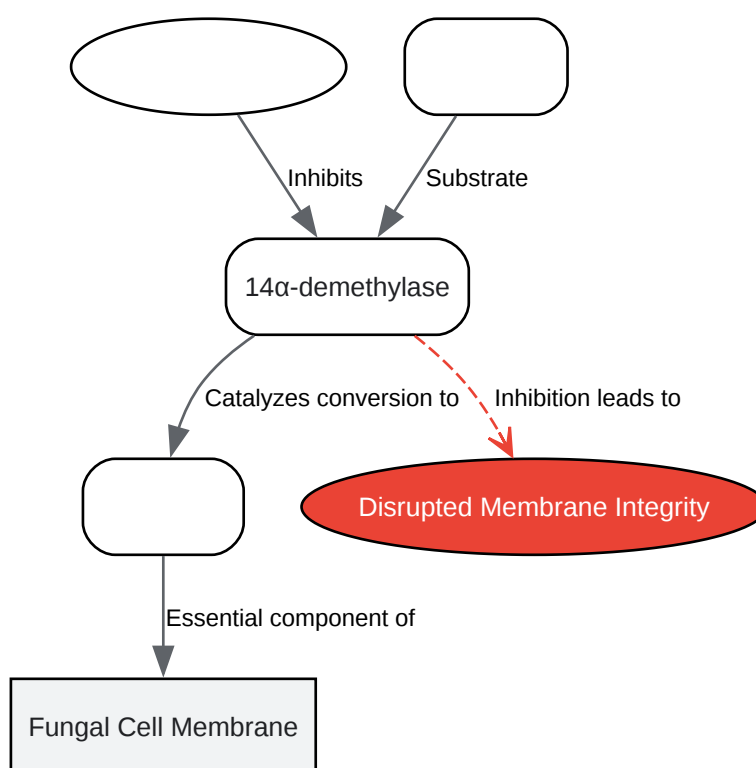 Inhibits
Substrate
14α-demethylase
Catalyzes conversion to
Inhibition leads to
Disrupted Membrane Integrity
Essential component of
Fungal Cell Membrane